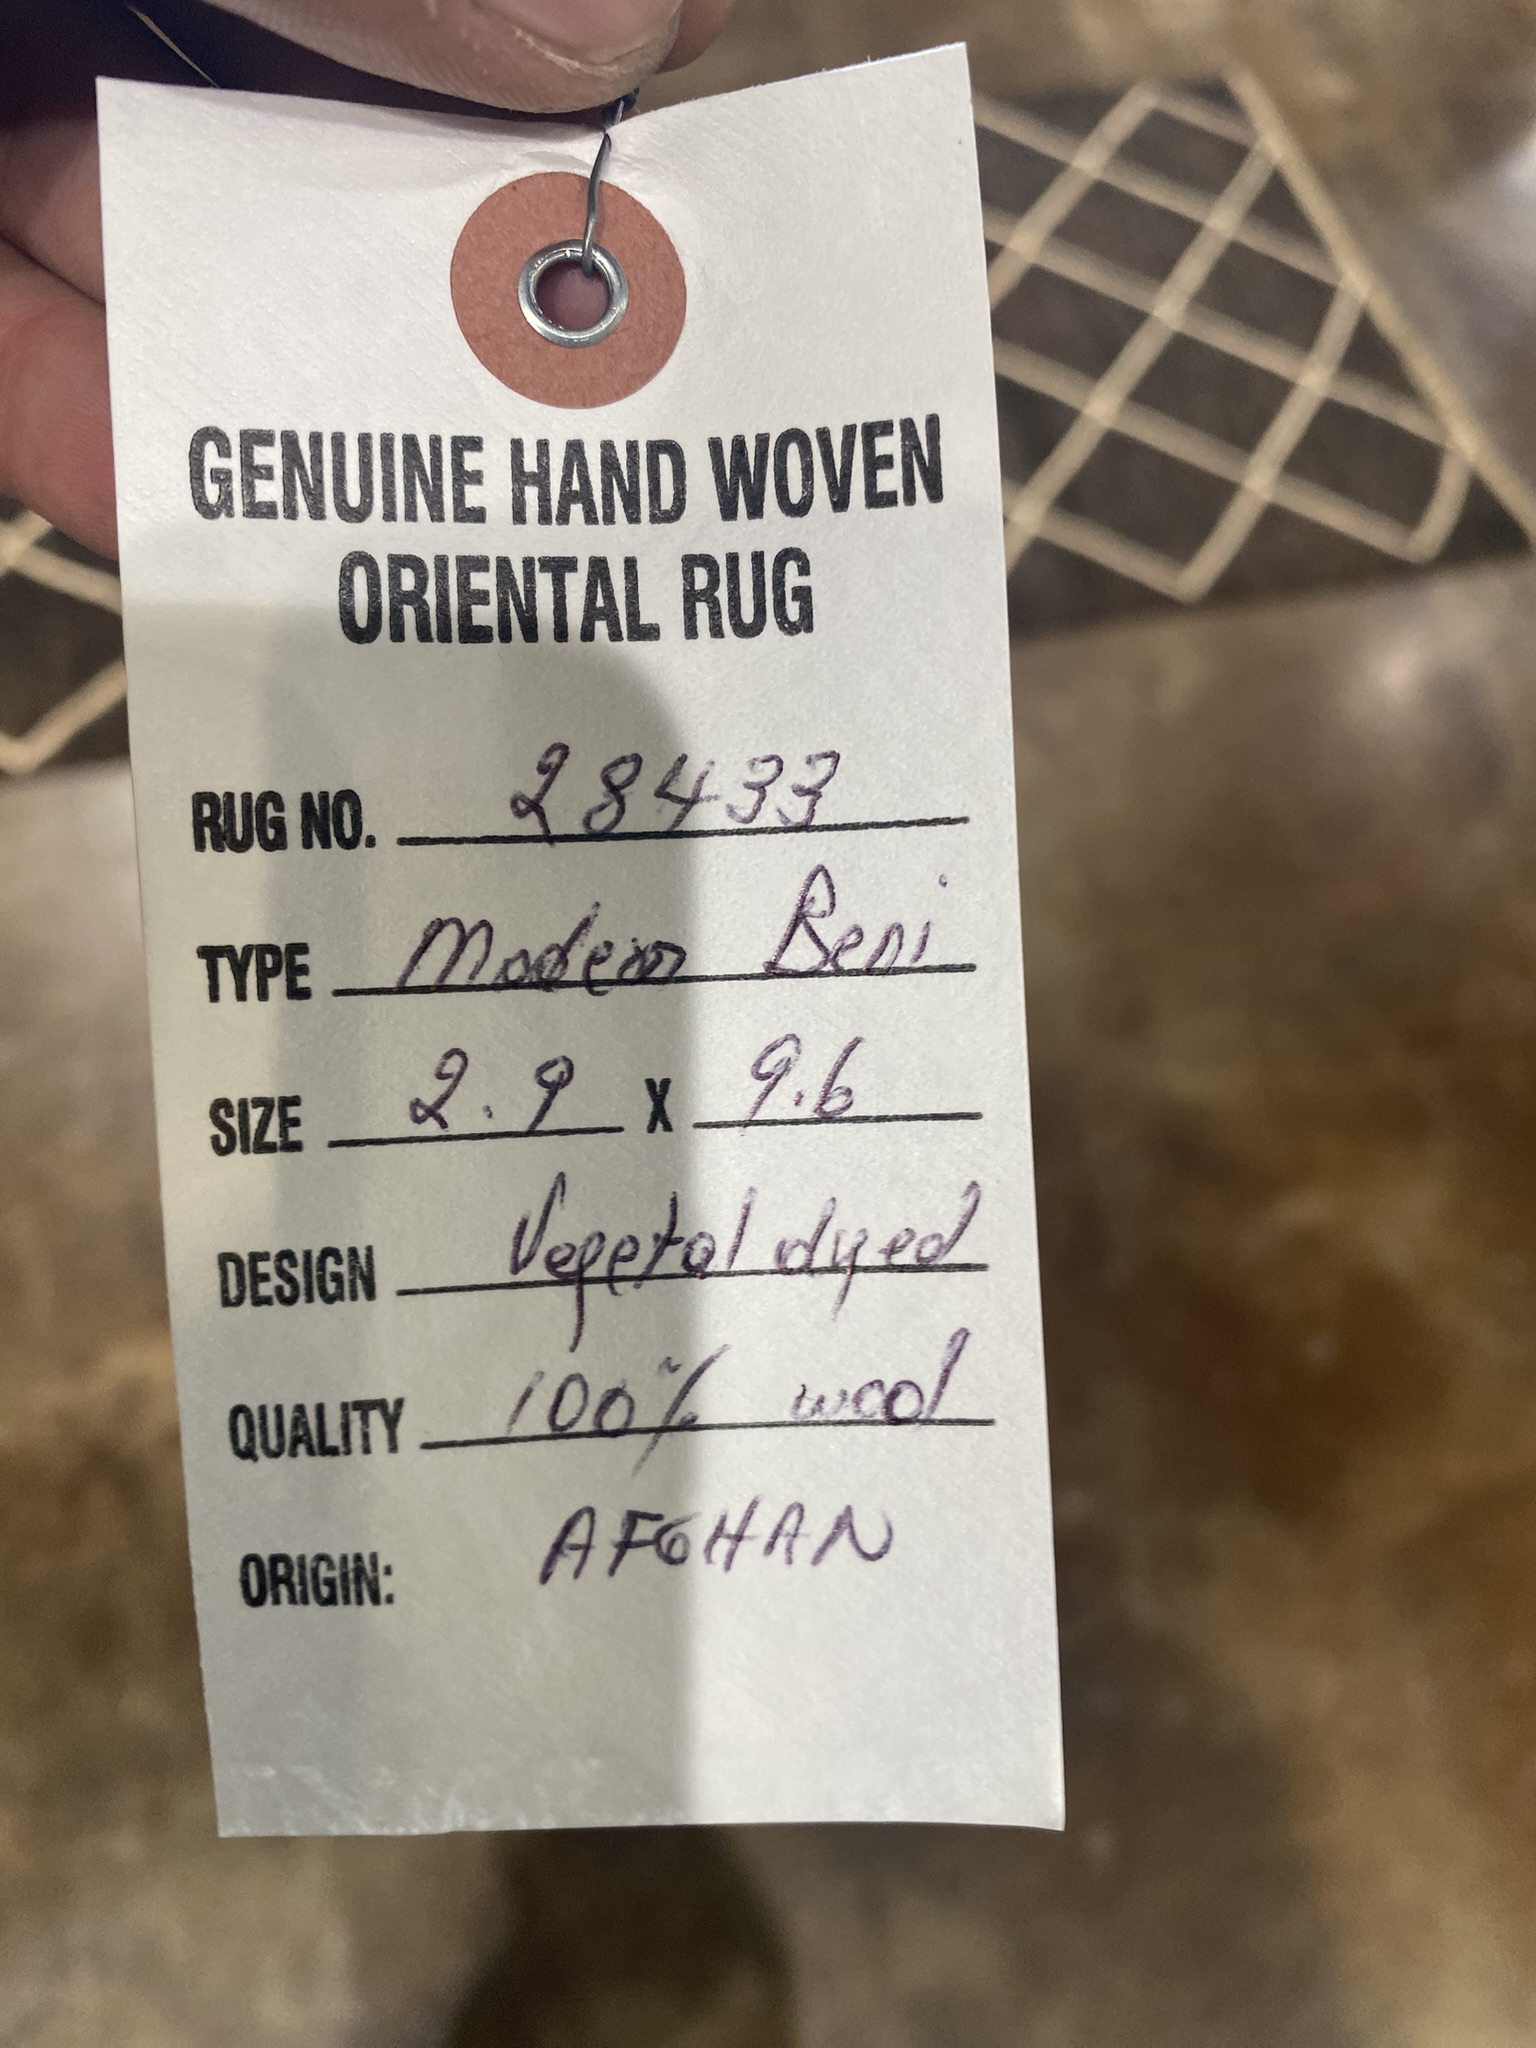 GENUINE HAND WOVEN
ORIENTAL RUG
RUG NO. 28433
TYPE Modern Beni
SIZE 2.9 X 9.6
DESIGN Vegetal dyed
QUALITY 100% wool
ORIGIN: AFGHAN